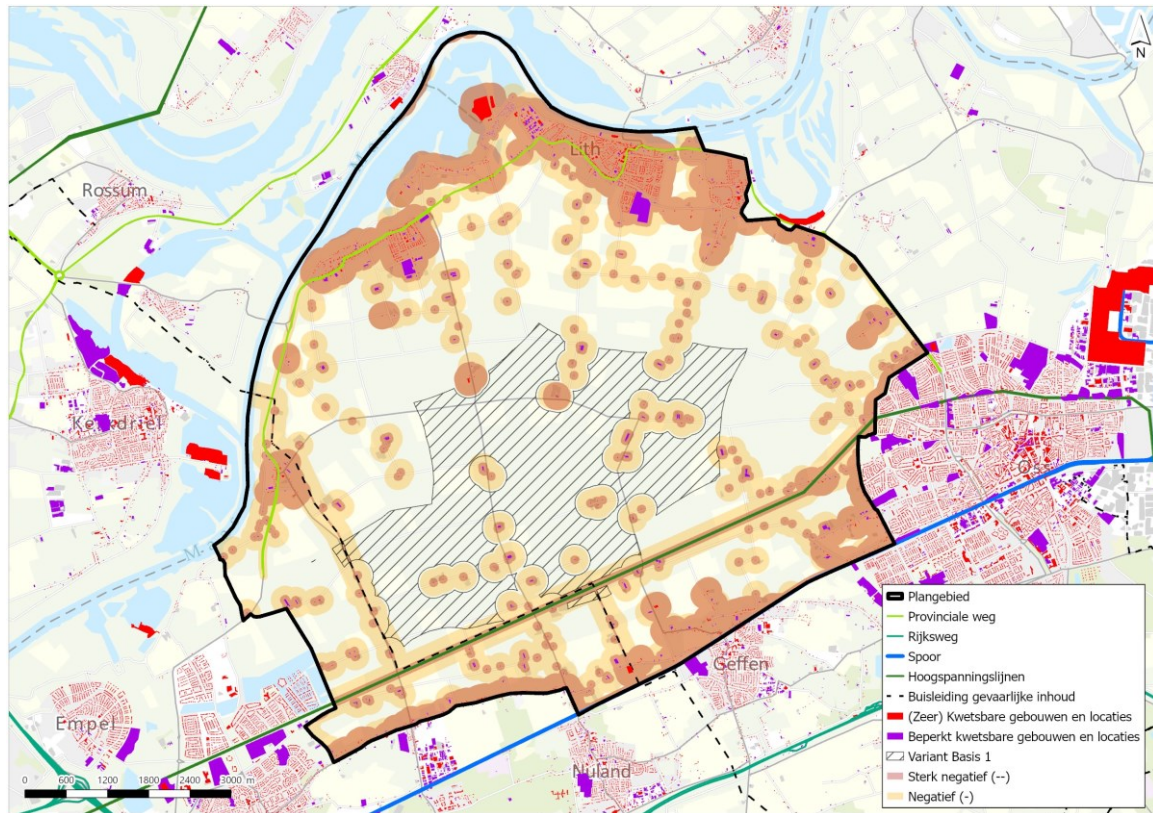 N
Lith
Rossum
Kerkdriel
Oss
M
Geffen
Empel
Nuland
0 600 1200 1800 2400 3000 m
Plangebied
Provinciale weg
Rijksweg
Spoor
Hoogspanningslijnen
Buisleiding gevaarlijke inhoud
(Zeer) Kwetsbare gebouwen en locaties
Beperkt kwetsbare gebouwen en locaties
Variant Basis 1
Sterk negatief (--)
Negatief (-)